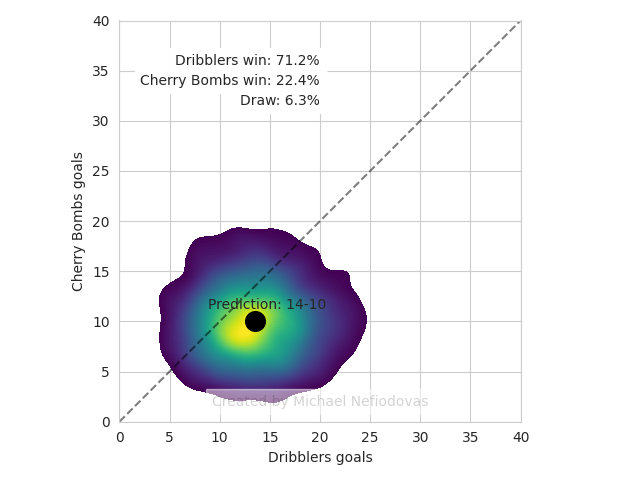 40
35
30
25
20
15
10
5
0
Cherry Bombs goals
Dribblers win: 71.2%
Cherry Bombs win: 22.4%
Draw: 6.3%
Prediction: 14-10
Created by Michael Nefiodovas
0 5 10 15 20 25 30 35 40
Dribblers goals